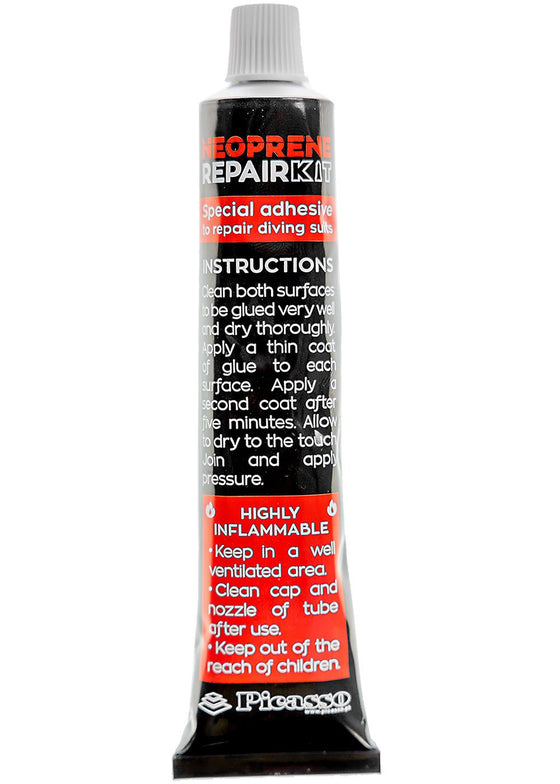 NEOPRENE
REPAIRKIT
Special adhesive
to repair diving suits
INSTRUCTIONS
Clean both surfaces
to be glued very well
and dry thoroughly.
Apply a thin coat
of glue to each
surface. Apply a
second coat after
five minutes. Allow
to dry to the touch
Join and apply
pressure.
HIGHLY
INFLAMMABLE
• Keep in a well
ventilated area.
• Clean cap and
nozzle of tube
after use.
• Keep out of the
reach of children.
Picasso